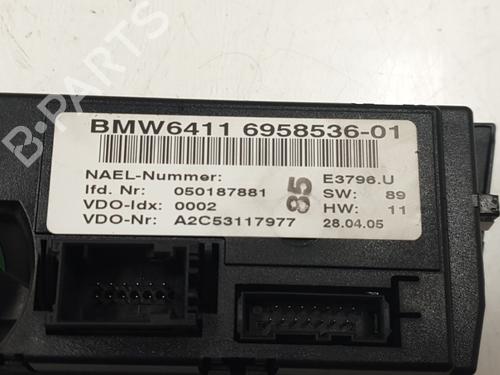 BMW6411 6958536-01
NAEL-Nummer: E3796.U
lfd. Nr: 050187881 SW: 89
VDO-Idx: 0002 HW: 11
VDO-Nr: A2C53117977 28.04.05
85
B-PARTS